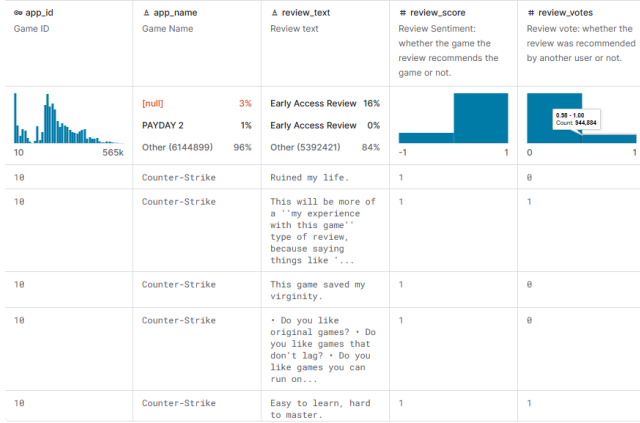 app_id
Game ID
app_name
Game Name
review_text
Review text
# review_score
Review Sentiment:
whether the game the
review recommends the
game or not.
# review_votes
Review vote: whether the
review was recommended
by another user or not.
10 565k
[null] 3%
PAYDAY 2 1%
Other (6144899) 96%
Early Access Review 16%
Early Access Review 0%
Other (5392421) 84%
-1 1
0.50 - 1.00
Count: 944,884
0 1
10
Counter-Strike
Ruined my life.
1
0
10
Counter-Strike
This will be more of
a ''my experience
with this game''
type of review,
because saying
things like '...
1
1
10
Counter-Strike
This game saved my
virginity.
1
0
10
Counter-Strike
• Do you like
original games? • Do
you like games that
don't lag? • Do you
like games you can
run on...
1
0
10
Counter-Strike
Easy to learn, hard
to master.
1
1